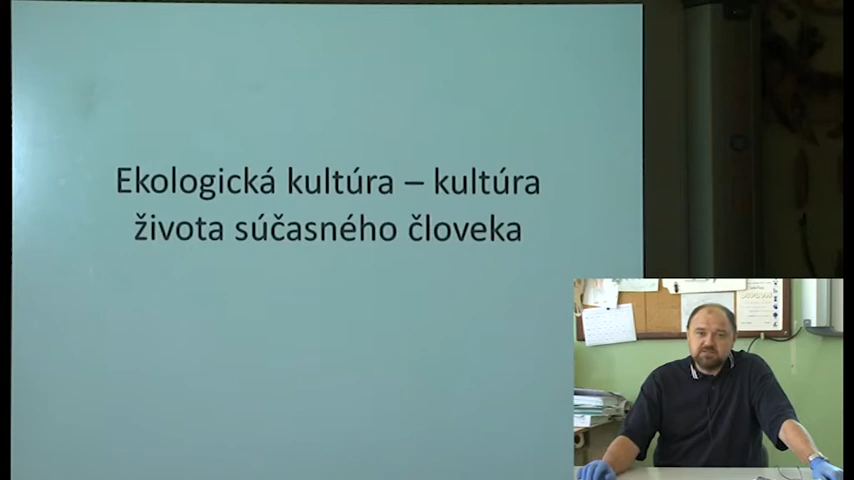 Ekologická kultúra – kultúra
života súčasného človeka